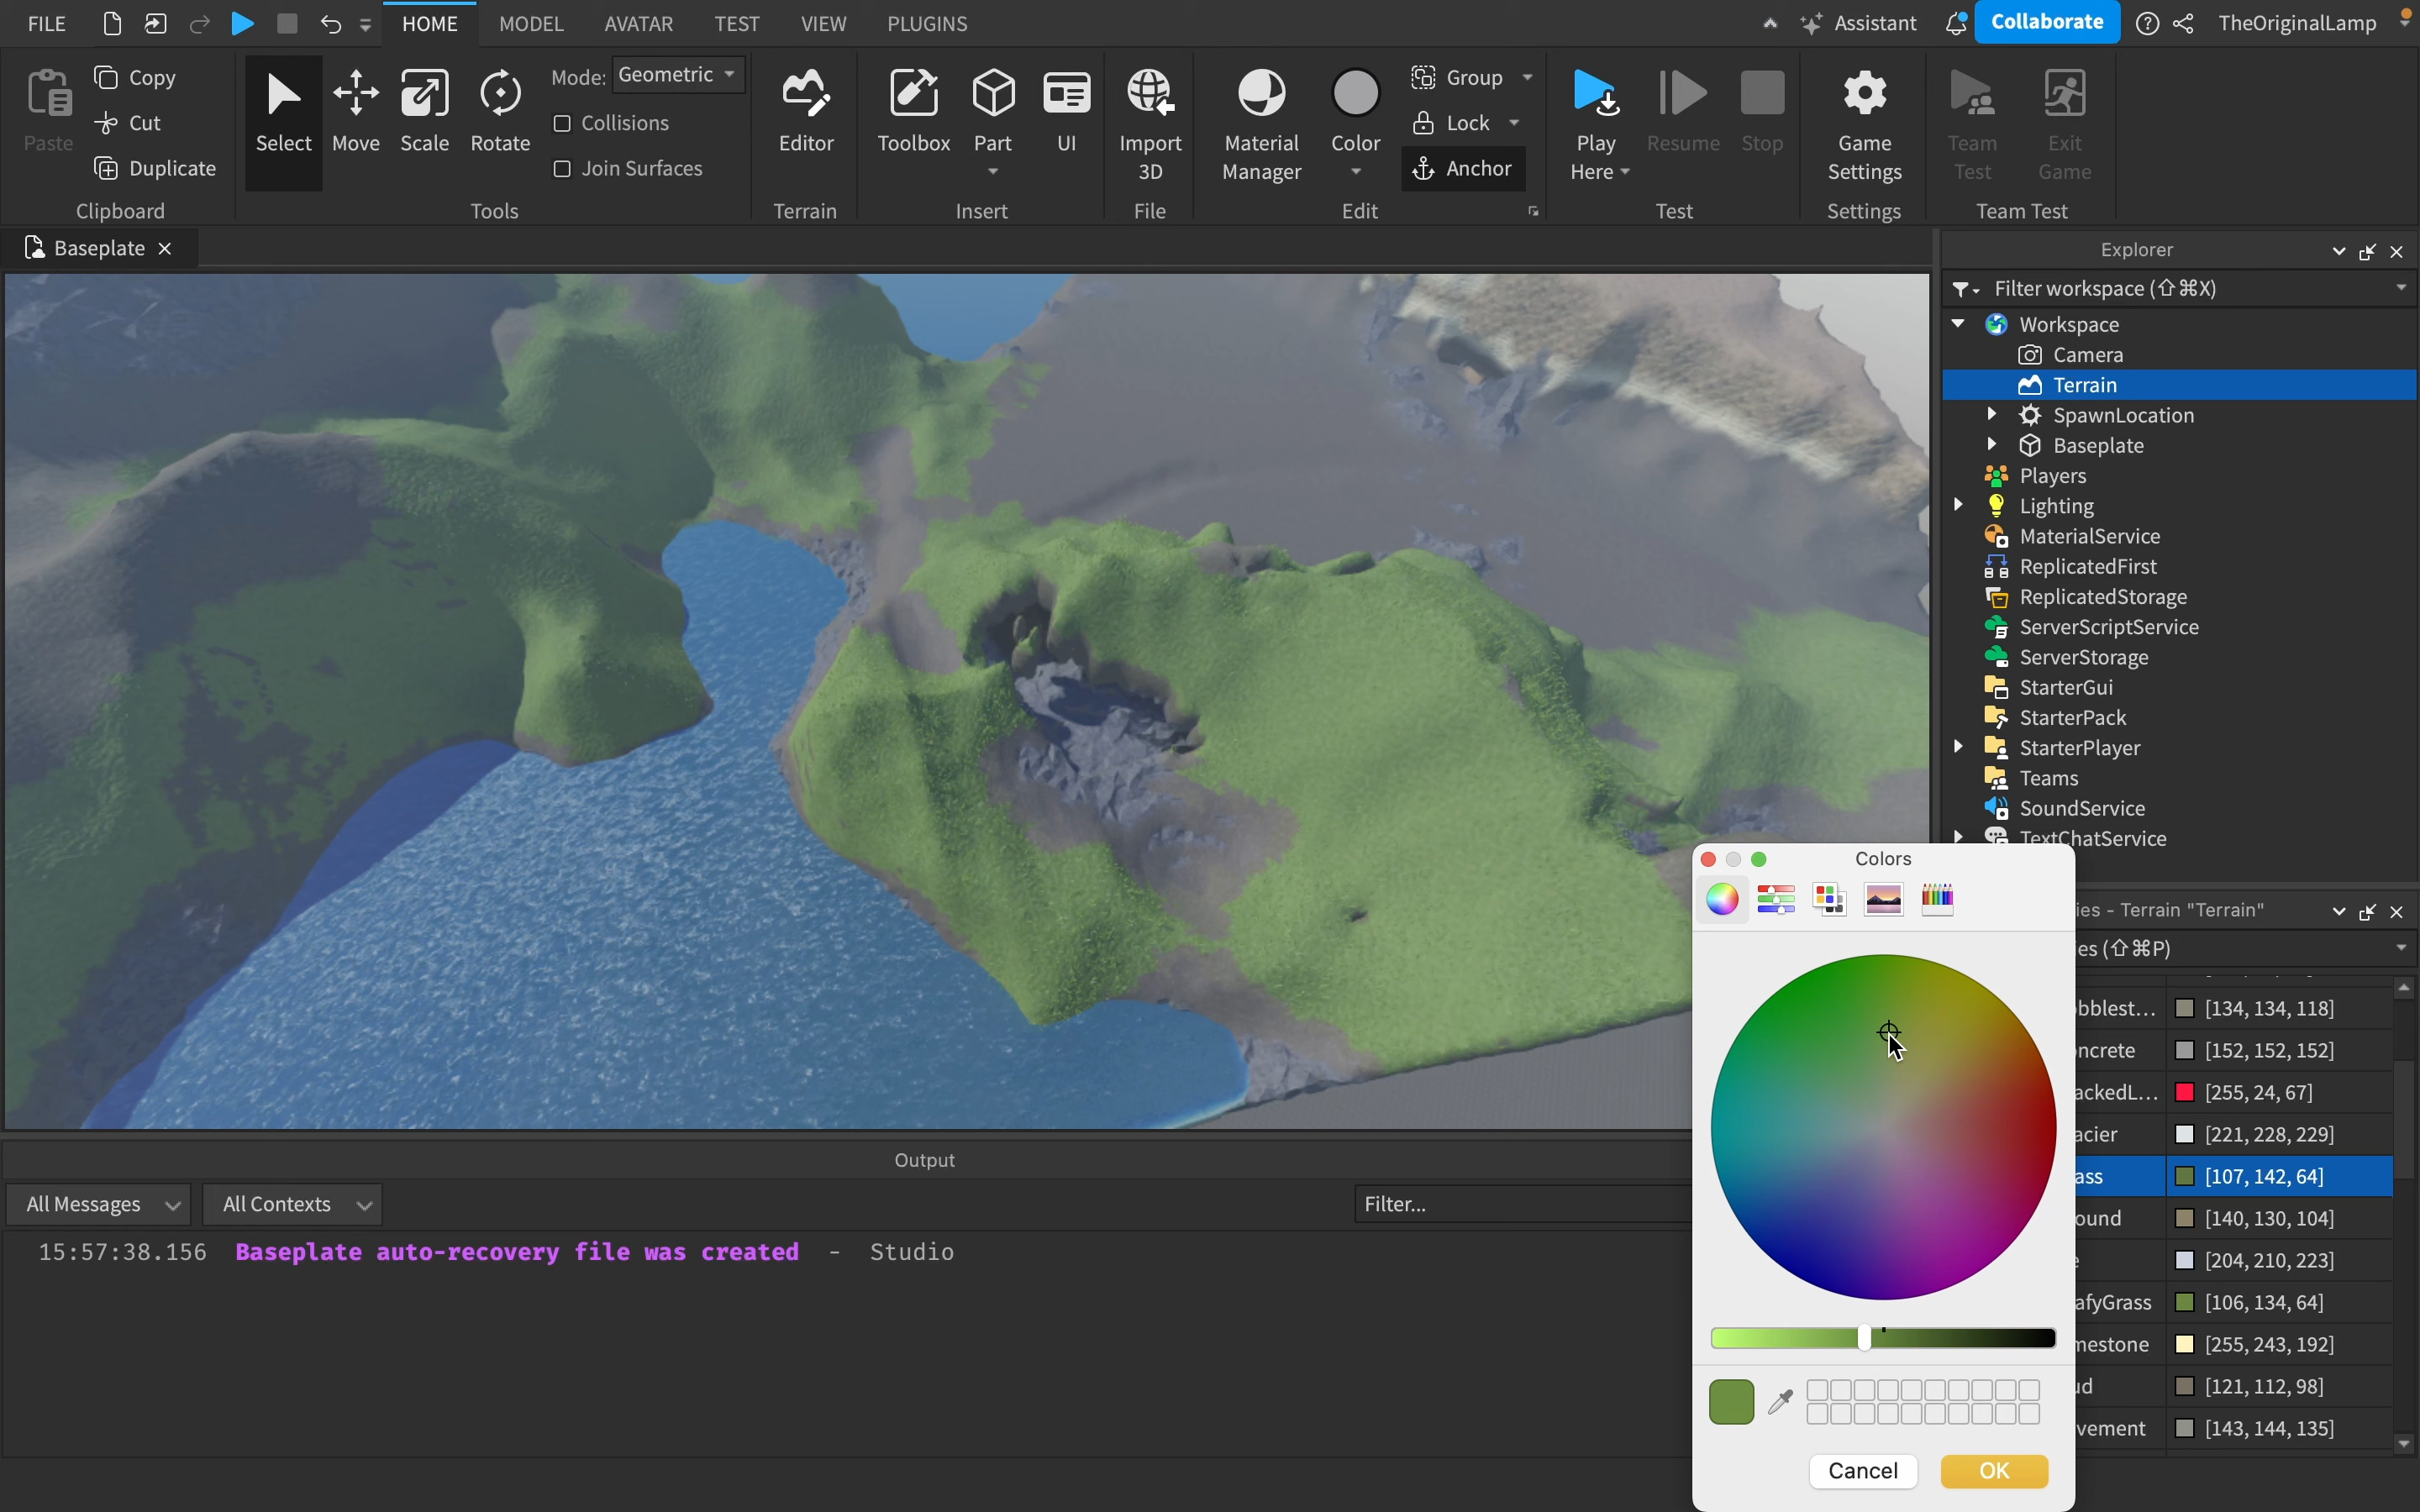 FILE HOME MODEL AVATAR TEST VIEW PLUGINS Assistant Collaborate TheOriginalLamp
Paste Copy Cut Duplicate
Clipboard
Select Move Scale Rotate
Mode: Geometric
Collisions
Join Surfaces
Tools
Editor
Terrain
Toolbox Part UI
Insert
Import 3D
File
Material Manager
Color
Group
Lock
Anchor
Edit
Play Here Resume Stop
Test
Game Settings
Settings
Team Test
Exit Game
Team Test
Baseplate
Explorer
Filter workspace (⇧⌘X)
Workspace
Camera
Terrain
SpawnLocation
Baseplate
Players
Lighting
MaterialService
ReplicatedFirst
ReplicatedStorage
ServerScriptService
ServerStorage
StarterGui
StarterPack
StarterPlayer
Teams
SoundService
TextChatService
Colors
Cancel OK
ies - Terrain "Terrain"
ies (⇧⌘P)
bblest... [134, 134, 118]
oncrete [152, 152, 152]
ackedL... [255, 24, 67]
acier [221, 228, 229]
ass [107, 142, 64]
ound [140, 130, 104]
e [204, 210, 223]
afyGrass [106, 134, 64]
mestone [255, 243, 192]
ud [121, 112, 98]
vement [143, 144, 135]
Output
All Messages All Contexts Filter...
15:57:38.156 Baseplate auto-recovery file was created - Studio